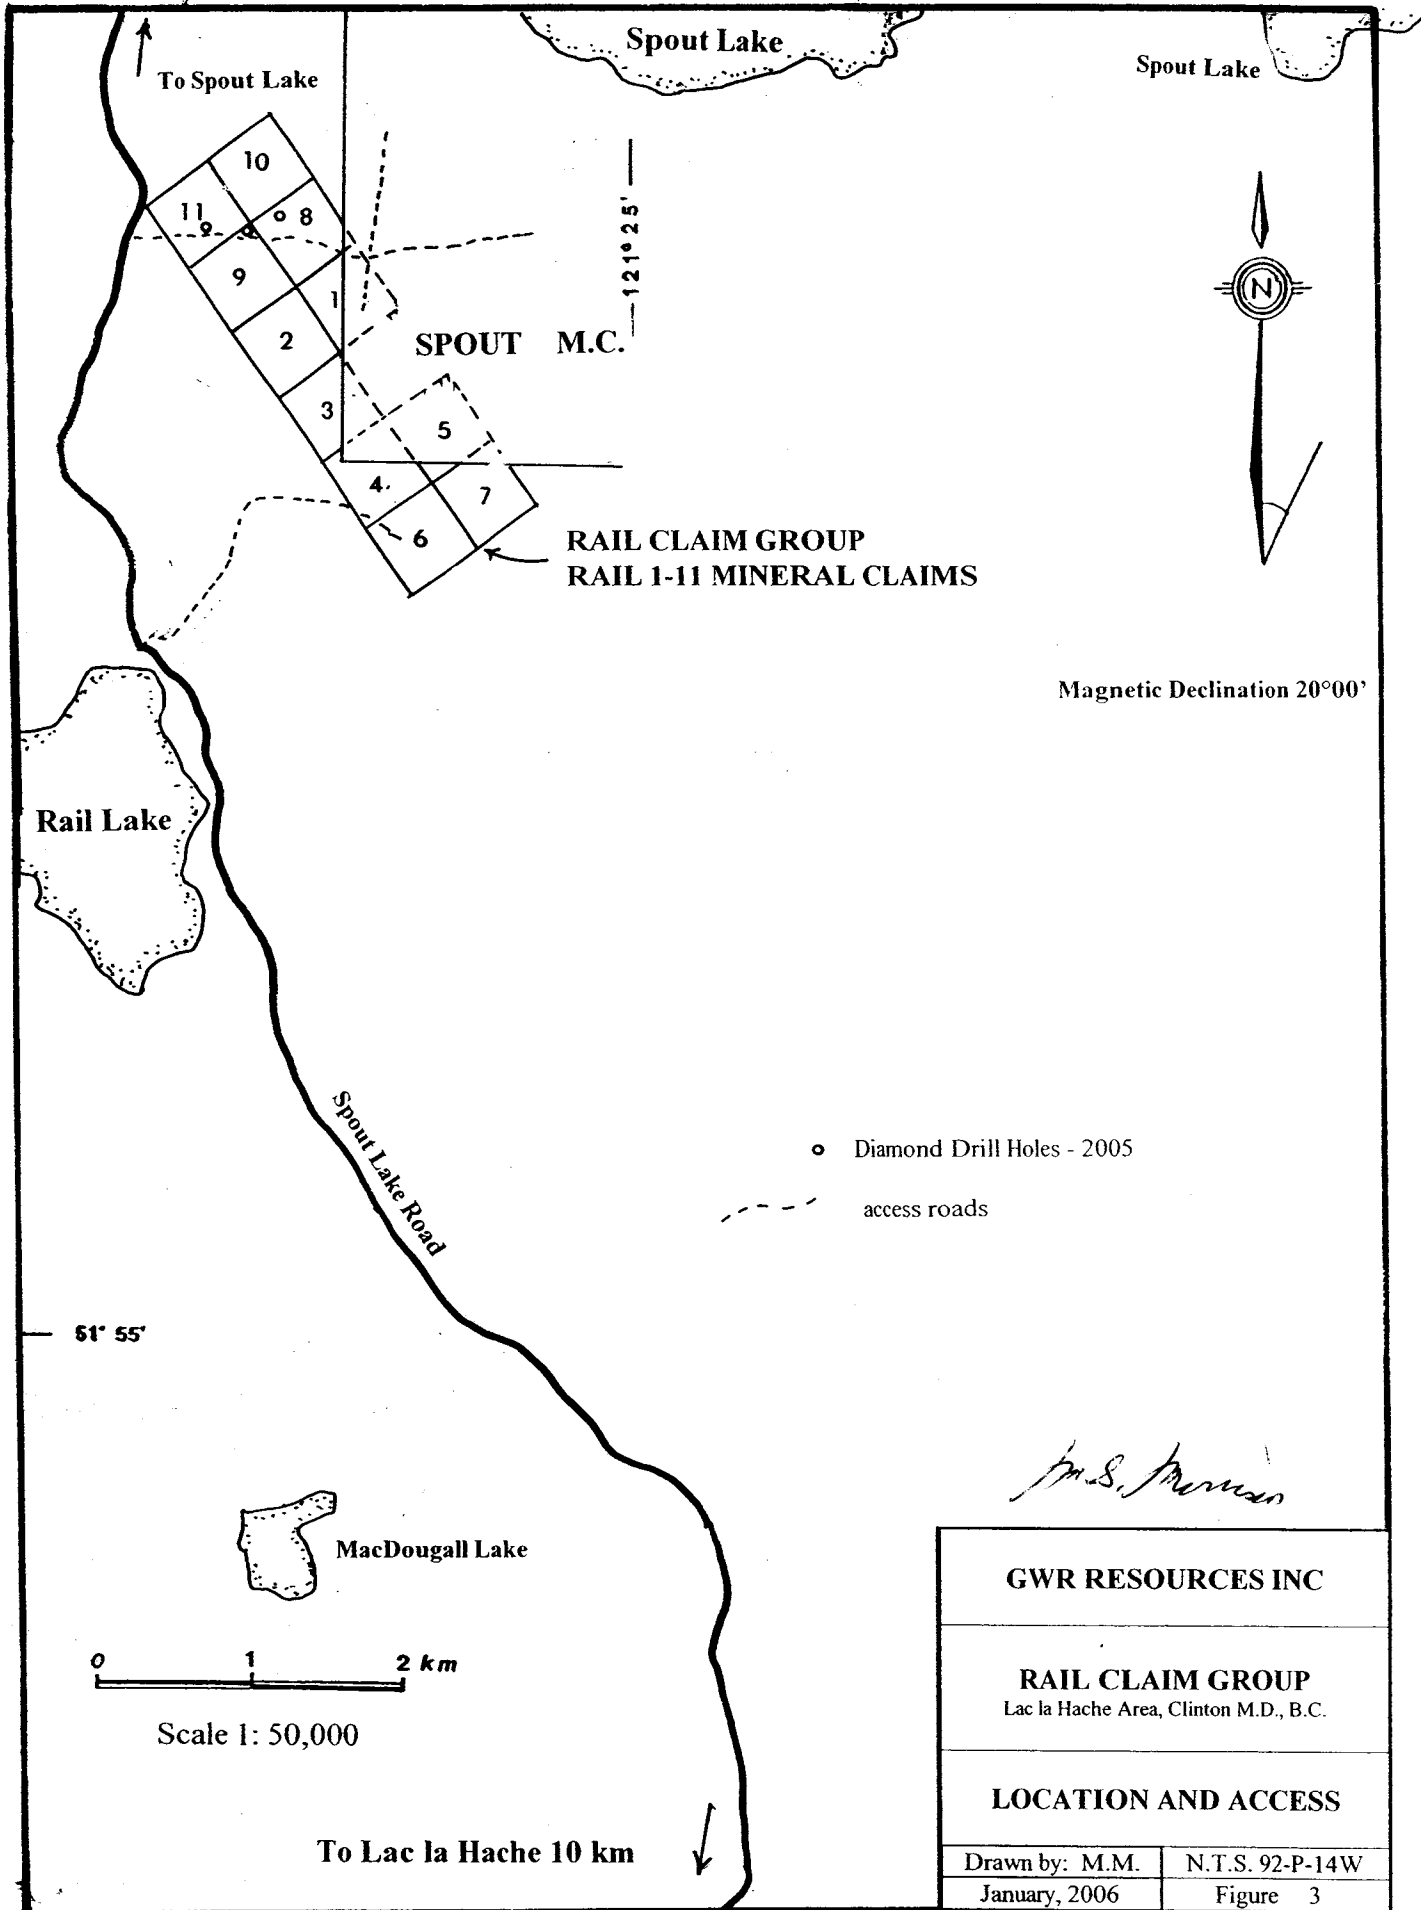 Spout Lake
Spout Lake
To Spout Lake
10
11
8
9
1
2
3
5
4
7
6
121° 25'
SPOUT M.C.
N
RAIL CLAIM GROUP
RAIL 1-11 MINERAL CLAIMS
Magnetic Declination 20°00'
Rail Lake
Spout Lake Road
Diamond Drill Holes - 2005
access roads
51° 55'
MacDougall Lake
0 1 2 km
Scale 1: 50,000
To Lac la Hache 10 km
M.S. Morrison
GWR RESOURCES INC
RAIL CLAIM GROUP
Lac la Hache Area, Clinton M.D., B.C.
LOCATION AND ACCESS
Drawn by: M.M.
N.T.S. 92-P-14W
January, 2006
Figure 3